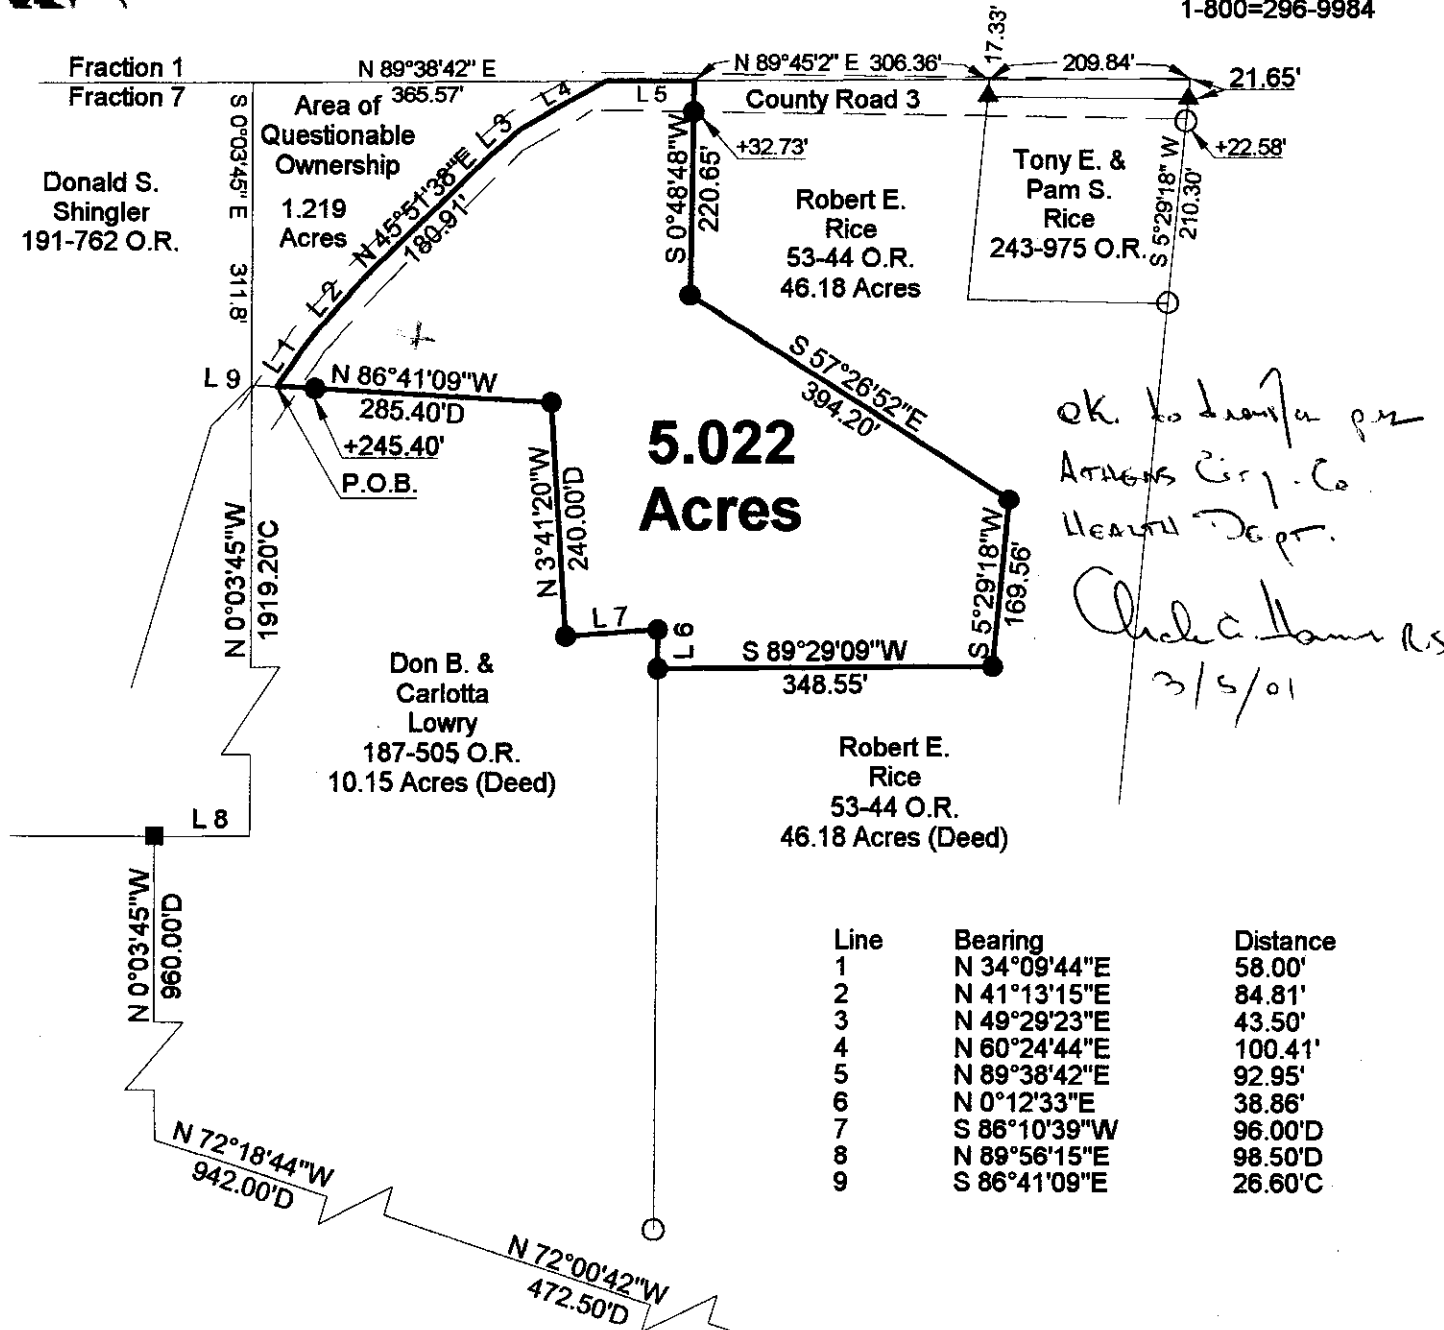 1-800=296-9984
Fraction 1
Fraction 7
N 89°38'42" E
365.57'
N 89°45'2" E 306.36'
17.33'
209.84'
21.65'
County Road 3
+32.73'
+22.58'
S 0°03'45" E 311.8'
Area of
Questionable
Ownership
1.219
Acres
Donald S.
Shingler
191-762 O.R.
L 1
L 2
N 45°51'38"E
180.91'
L 3
L 4
L 5
S 0°48'48"W
220.65'
Robert E.
Rice
53-44 O.R.
46.18 Acres
Tony E. &
Pam S.
Rice
243-975 O.R.
S 5°29'18" W
210.30'
L 9
N 86°41'09"W
285.40'D
+245.40'
P.O.B.
S 57°26'52"E
394.20'
5.022
Acres
N 3°41'20"W
240.00'D
N 0°03'45"W
1919.20'C
L 7
L 6
S 89°29'09"W
348.55'
S 5°29'18"W
169.56'
OK. to transfer per
ATHENS City. Co.
HEALTH Dept.
R.S
3/5/01
Don B. &
Carlotta
Lowry
187-505 O.R.
10.15 Acres (Deed)
Robert E.
Rice
53-44 O.R.
46.18 Acres (Deed)
L 8
N 0°03'45"W
960.00'D
N 72°18'44"W
942.00'D
N 72°00'42"W
472.50'D
Line Bearing Distance
1 N 34°09'44"E 58.00'
2 N 41°13'15"E 84.81'
3 N 49°29'23"E 43.50'
4 N 60°24'44"E 100.41'
5 N 89°38'42"E 92.95'
6 N 0°12'33"E 38.86'
7 S 86°10'39"W 96.00'D
8 N 89°56'15"E 98.50'D
9 S 86°41'09"E 26.60'C